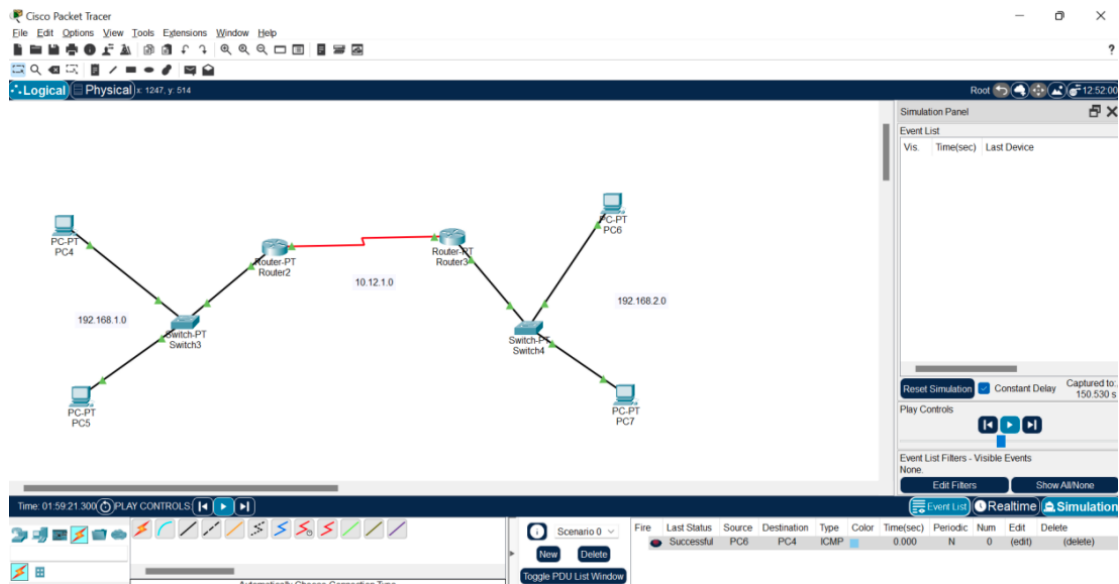 Cisco Packet Tracer
File Edit Options View Tools Extensions Window Help
?
Logical Physical x: 1247, y: 514
Root 12:52:00
Simulation Panel
Event List
Vis. Time(sec) Last Device
PC-PT
PC4
Router-PT
Router2
Router-PT
Router3
PC-PT
PC6
10.12.1.0
192.168.1.0
192.168.2.0
Switch-PT
Switch3
Switch-PT
Switch4
PC-PT
PC5
PC-PT
PC7
Reset Simulation Constant Delay Captured to:
150.530 s
Play Controls
Event List Filters - Visible Events
None.
Edit Filters Show All/None
Time: 01:59:21.300 PLAY CONTROLS:
Event List Realtime Simulation
Scenario 0
New Delete
Toggle PDU List Window
Fire Last Status Source Destination Type Color Time(sec) Periodic Num Edit Delete
Successful PC6 PC4 ICMP 0.000 N 0 (edit) (delete)
Automatically Choose Connection Type